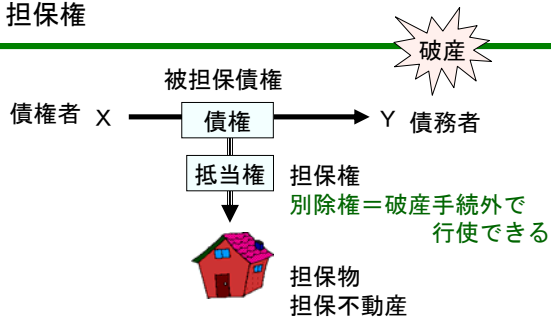 担保権
破産
被担保債権
債権者 X 債権 Y 債務者
抵当権 担保権
別除権＝破産手続外で
行使できる
担保物
担保不動産